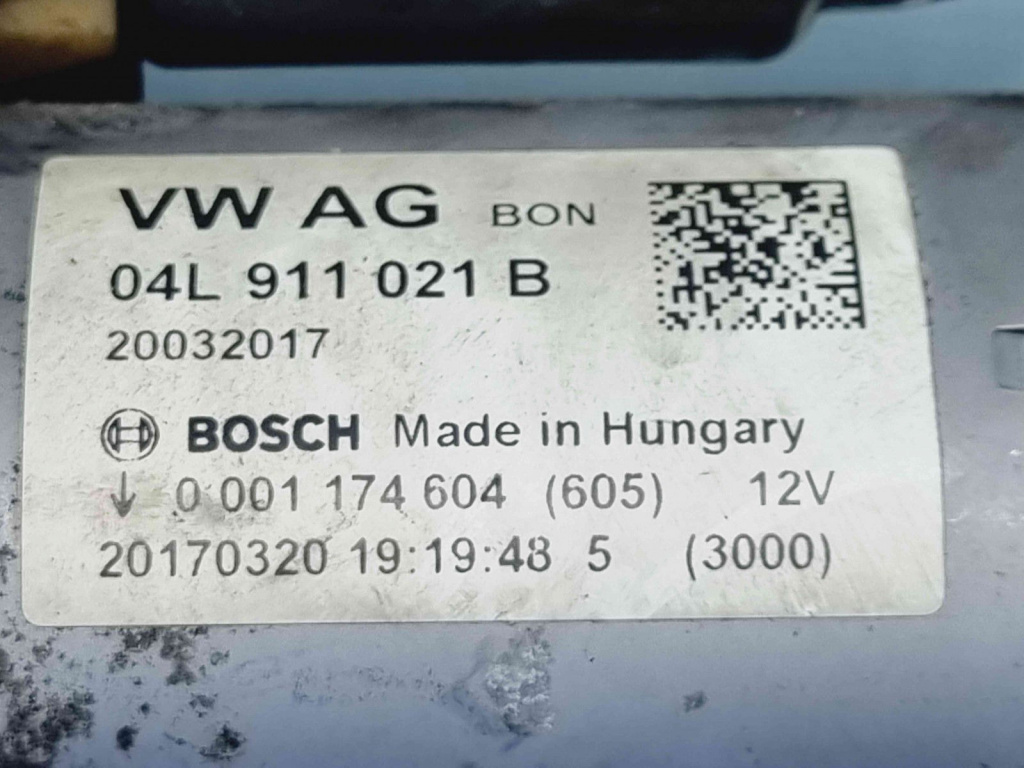 VW AG BON
04L 911 021 B
20032017
BOSCH Made in Hungary
↓ 0 001 174 604 (605) 12V
20170320 19:19:48 5 (3000)